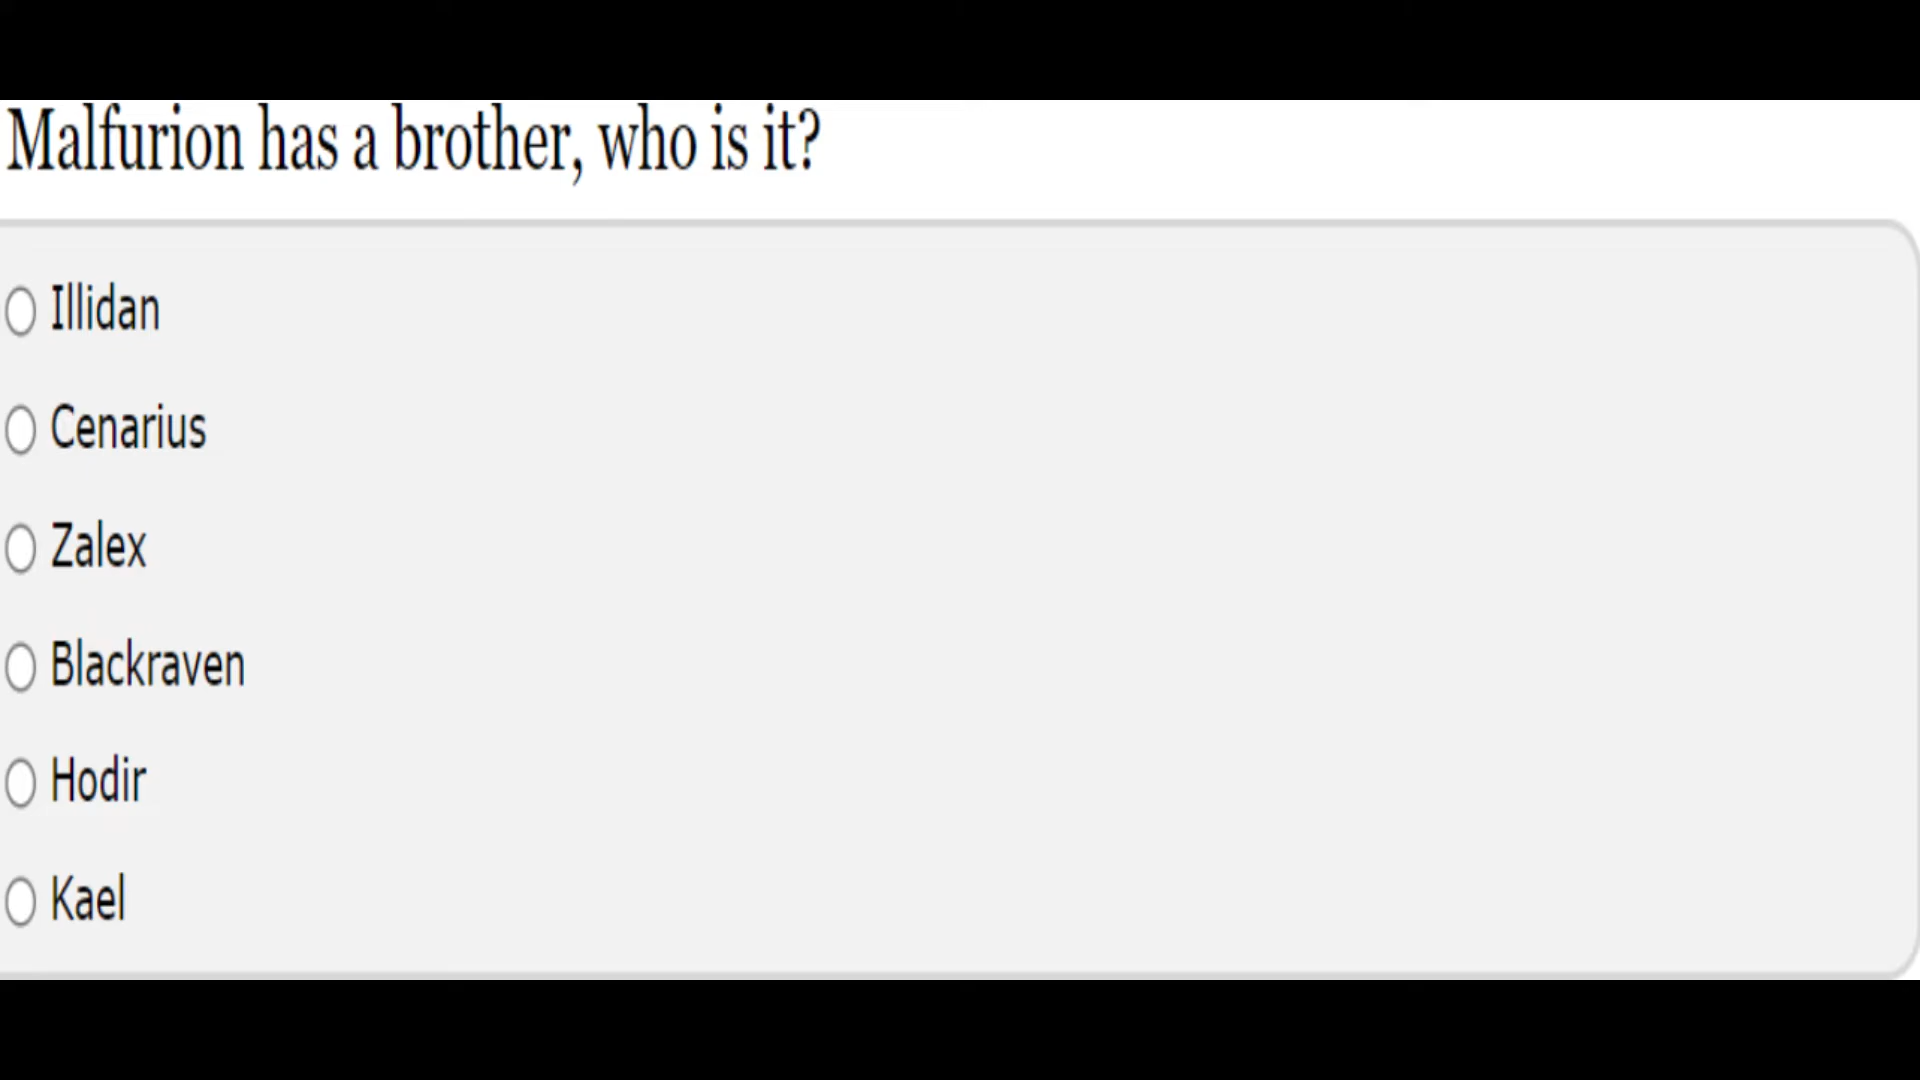 Malfurion has a brother, who is it?
Illidan
Cenarius
Zalex
Blackraven
Hodir
Kael